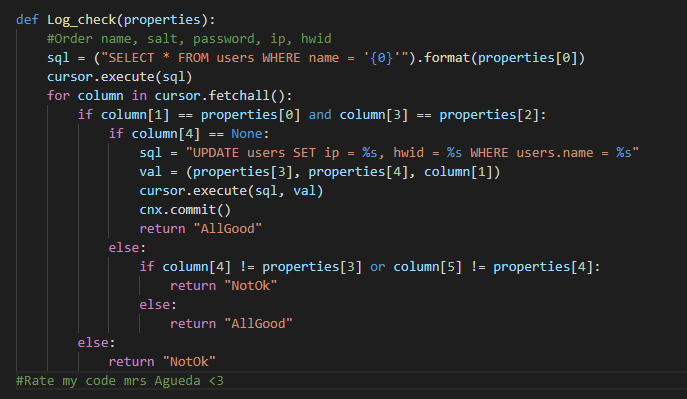 def Log_check(properties):
    #Order name, salt, password, ip, hwid
    sql = ("SELECT * FROM users WHERE name = '{0}'").format(properties[0])
    cursor.execute(sql)
    for column in cursor.fetchall():
        if column[1] == properties[0] and column[3] == properties[2]:
            if column[4] == None:
                sql = "UPDATE users SET ip = %s, hwid = %s WHERE users.name = %s"
                val = (properties[3], properties[4], column[1])
                cursor.execute(sql, val)
                cnx.commit()
                return "AllGood"
            else:
                if column[4] != properties[3] or column[5] != properties[4]:
                    return "NotOk"
                else:
                    return "AllGood"
        else:
            return "NotOk"
#Rate my code mrs Agueda <3